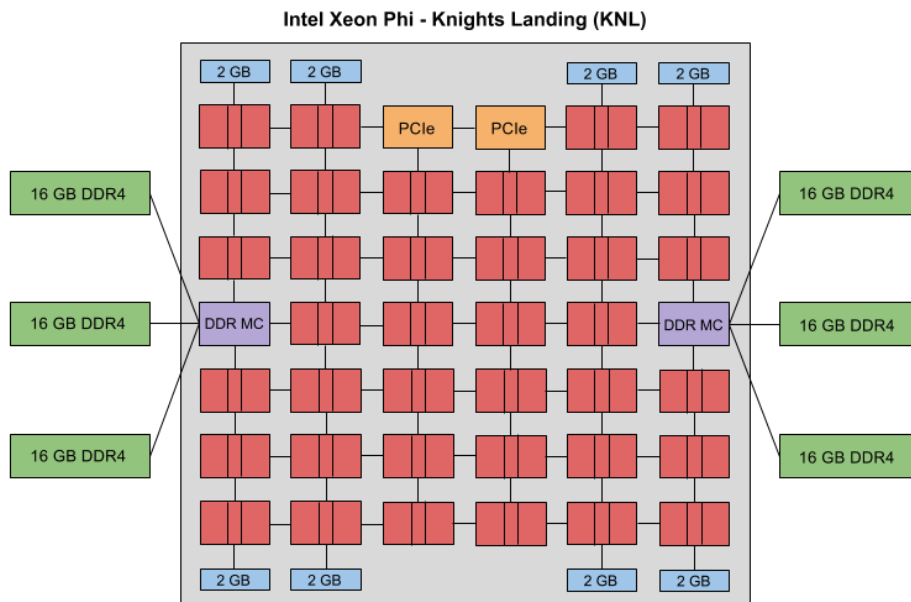 Intel Xeon Phi - Knights Landing (KNL)
2 GB
2 GB
2 GB
2 GB
PCIe
PCIe
16 GB DDR4
16 GB DDR4
16 GB DDR4
DDR MC
DDR MC
16 GB DDR4
16 GB DDR4
16 GB DDR4
2 GB
2 GB
2 GB
2 GB